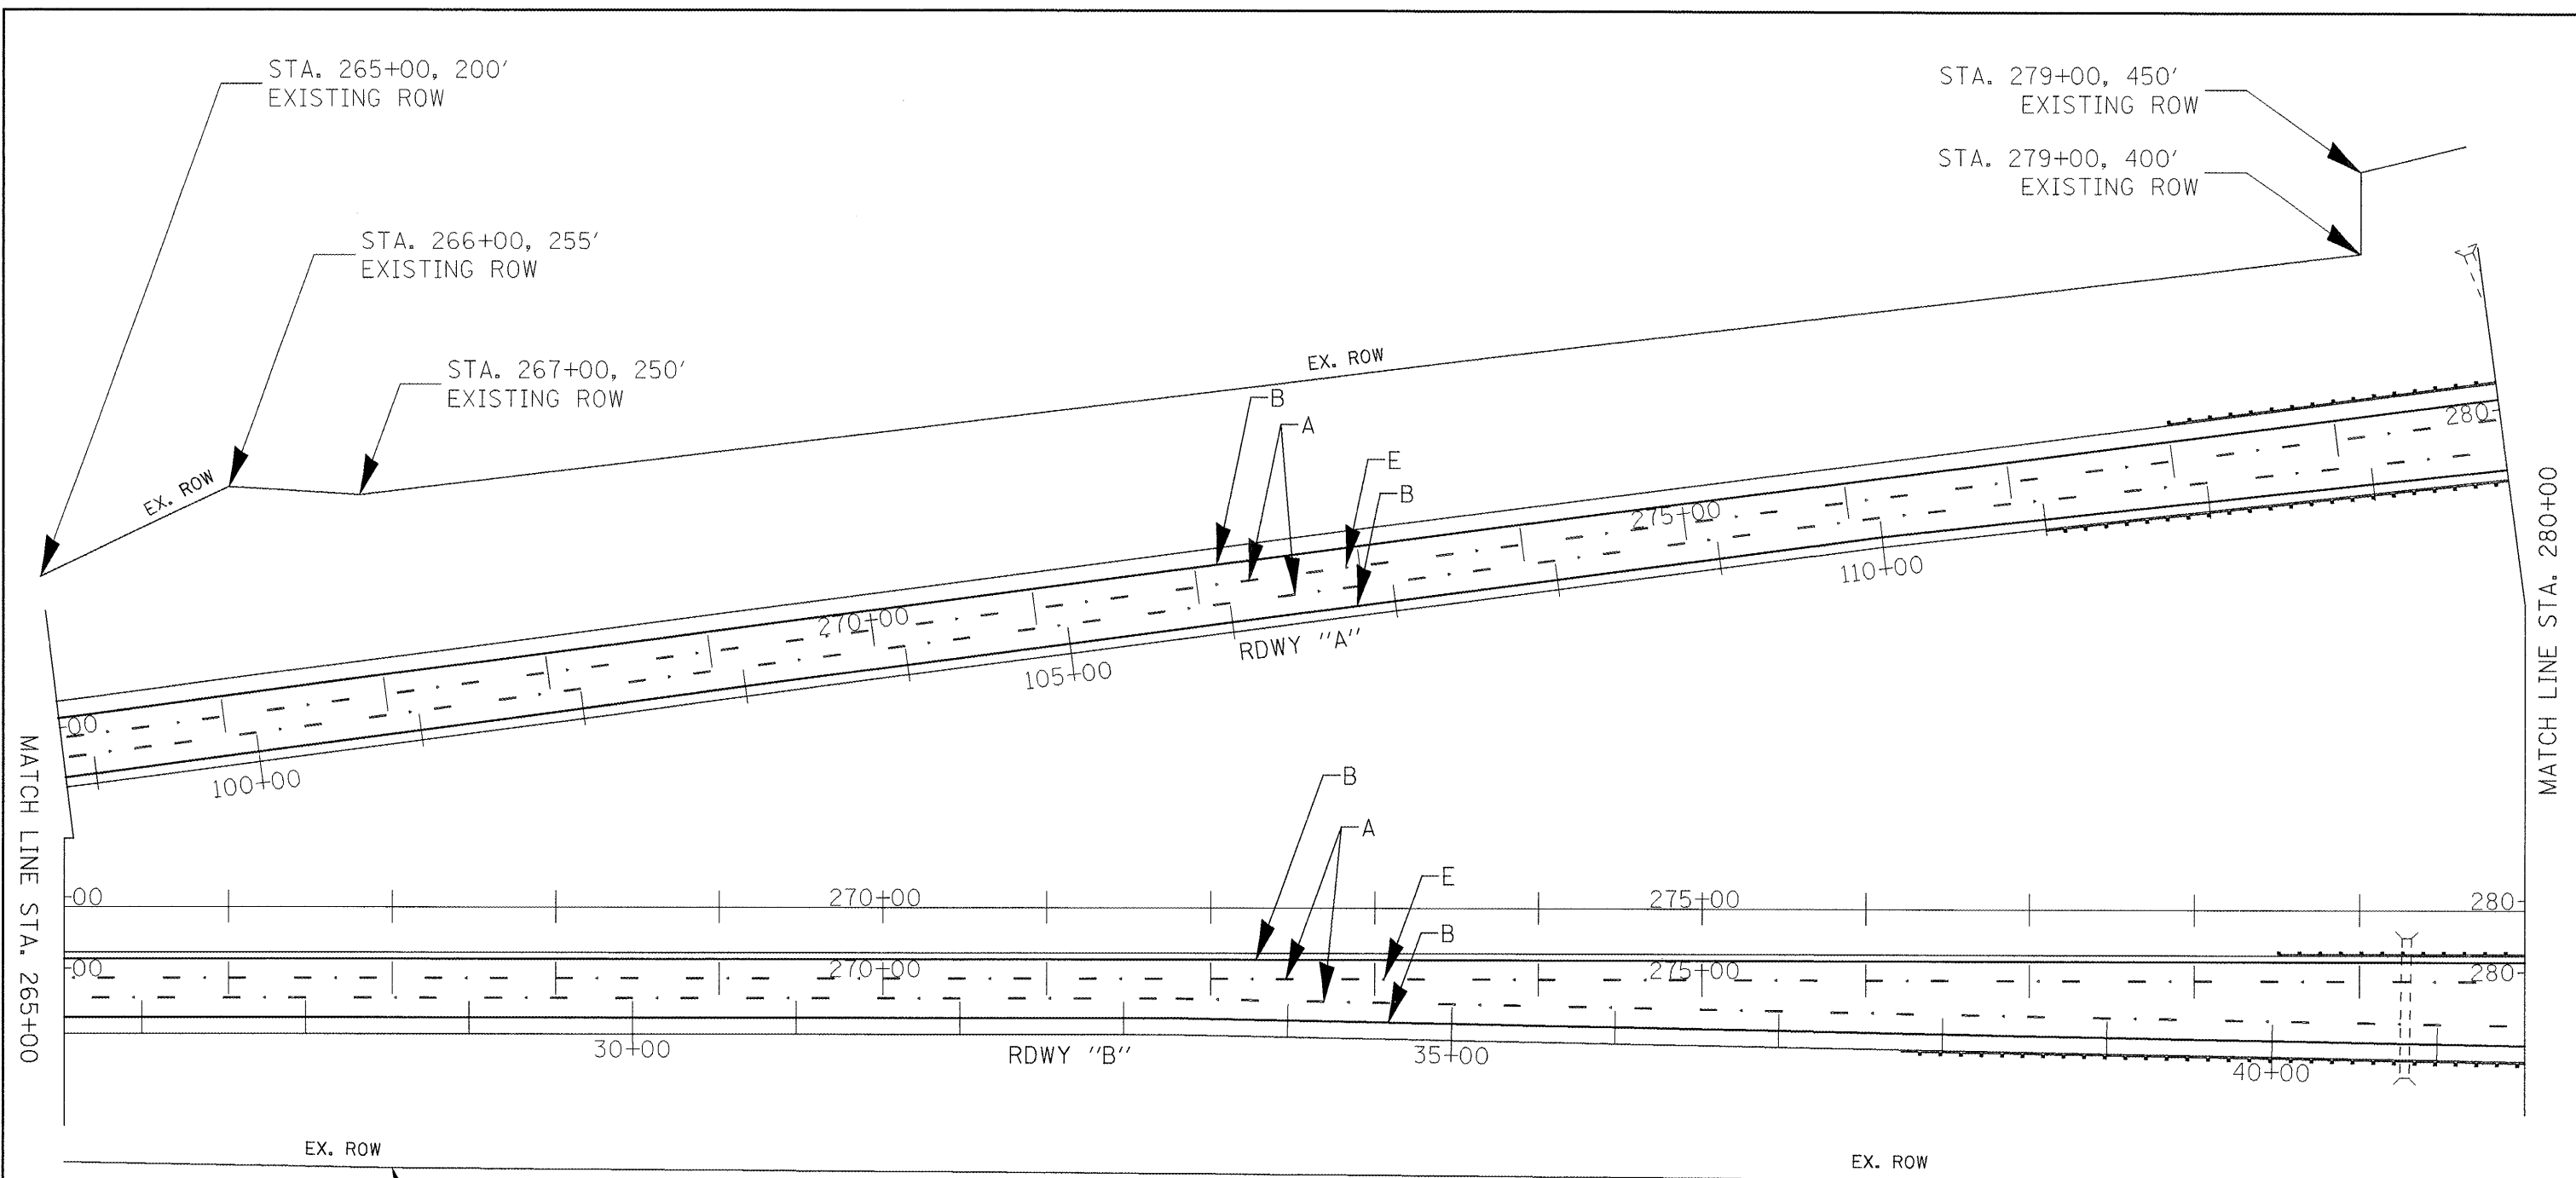 STA. 265+00, 200'
EXISTING ROW
STA. 279+00, 450'
EXISTING ROW
STA. 279+00, 400'
EXISTING ROW
STA. 266+00, 255'
EXISTING ROW
STA. 267+00, 250'
EXISTING ROW
EX. ROW
EX. ROW
B
A
E
B
280
275+00
110+00
270+00
RDWY "A"
105+00
00
100+00
MATCH LINE STA. 265+00
MATCH LINE STA. 280+00
B
A
E
B
00
270+00
275+00
280
00
270+00
275+00
280
30+00
RDWY "B"
35+00
40+00
EX. ROW
EX. ROW